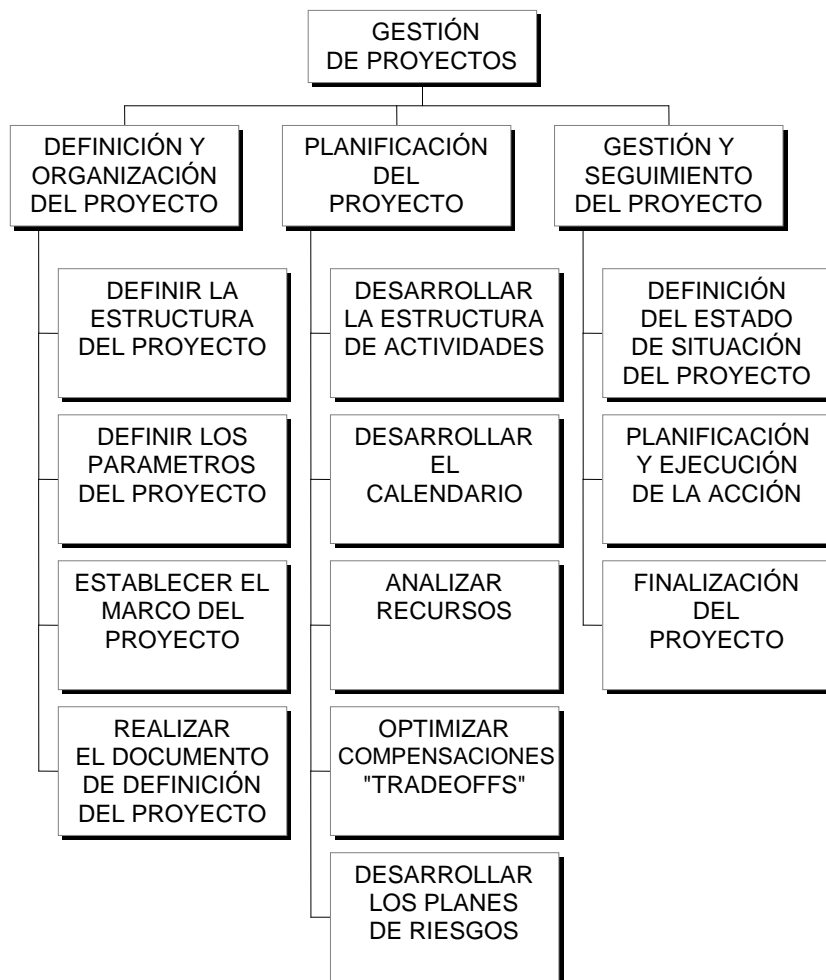 GESTIÓN
DE PROYECTOS
DEFINICIÓN Y
ORGANIZACIÓN
DEL PROYECTO
DEFINIR LA
ESTRUCTURA
DEL PROYECTO
DEFINIR LOS
PARAMETROS
DEL PROYECTO
ESTABLECER EL
MARCO DEL
PROYECTO
REALIZAR
EL DOCUMENTO
DE DEFINICIÓN
DEL PROYECTO
PLANIFICACIÓN
DEL
PROYECTO
DESARROLLAR
LA ESTRUCTURA
DE ACTIVIDADES
DESARROLLAR
EL
CALENDARIO
ANALIZAR
RECURSOS
OPTIMIZAR
COMPENSACIONES
"TRADEOFFS"
DESARROLLAR
LOS PLANES
DE RIESGOS
GESTIÓN Y
SEGUIMIENTO
DEL PROYECTO
DEFINICIÓN
DEL ESTADO
DE SITUACIÓN
DEL PROYECTO
PLANIFICACIÓN
Y EJECUCIÓN
DE LA ACCIÓN
FINALIZACIÓN
DEL
PROYECTO